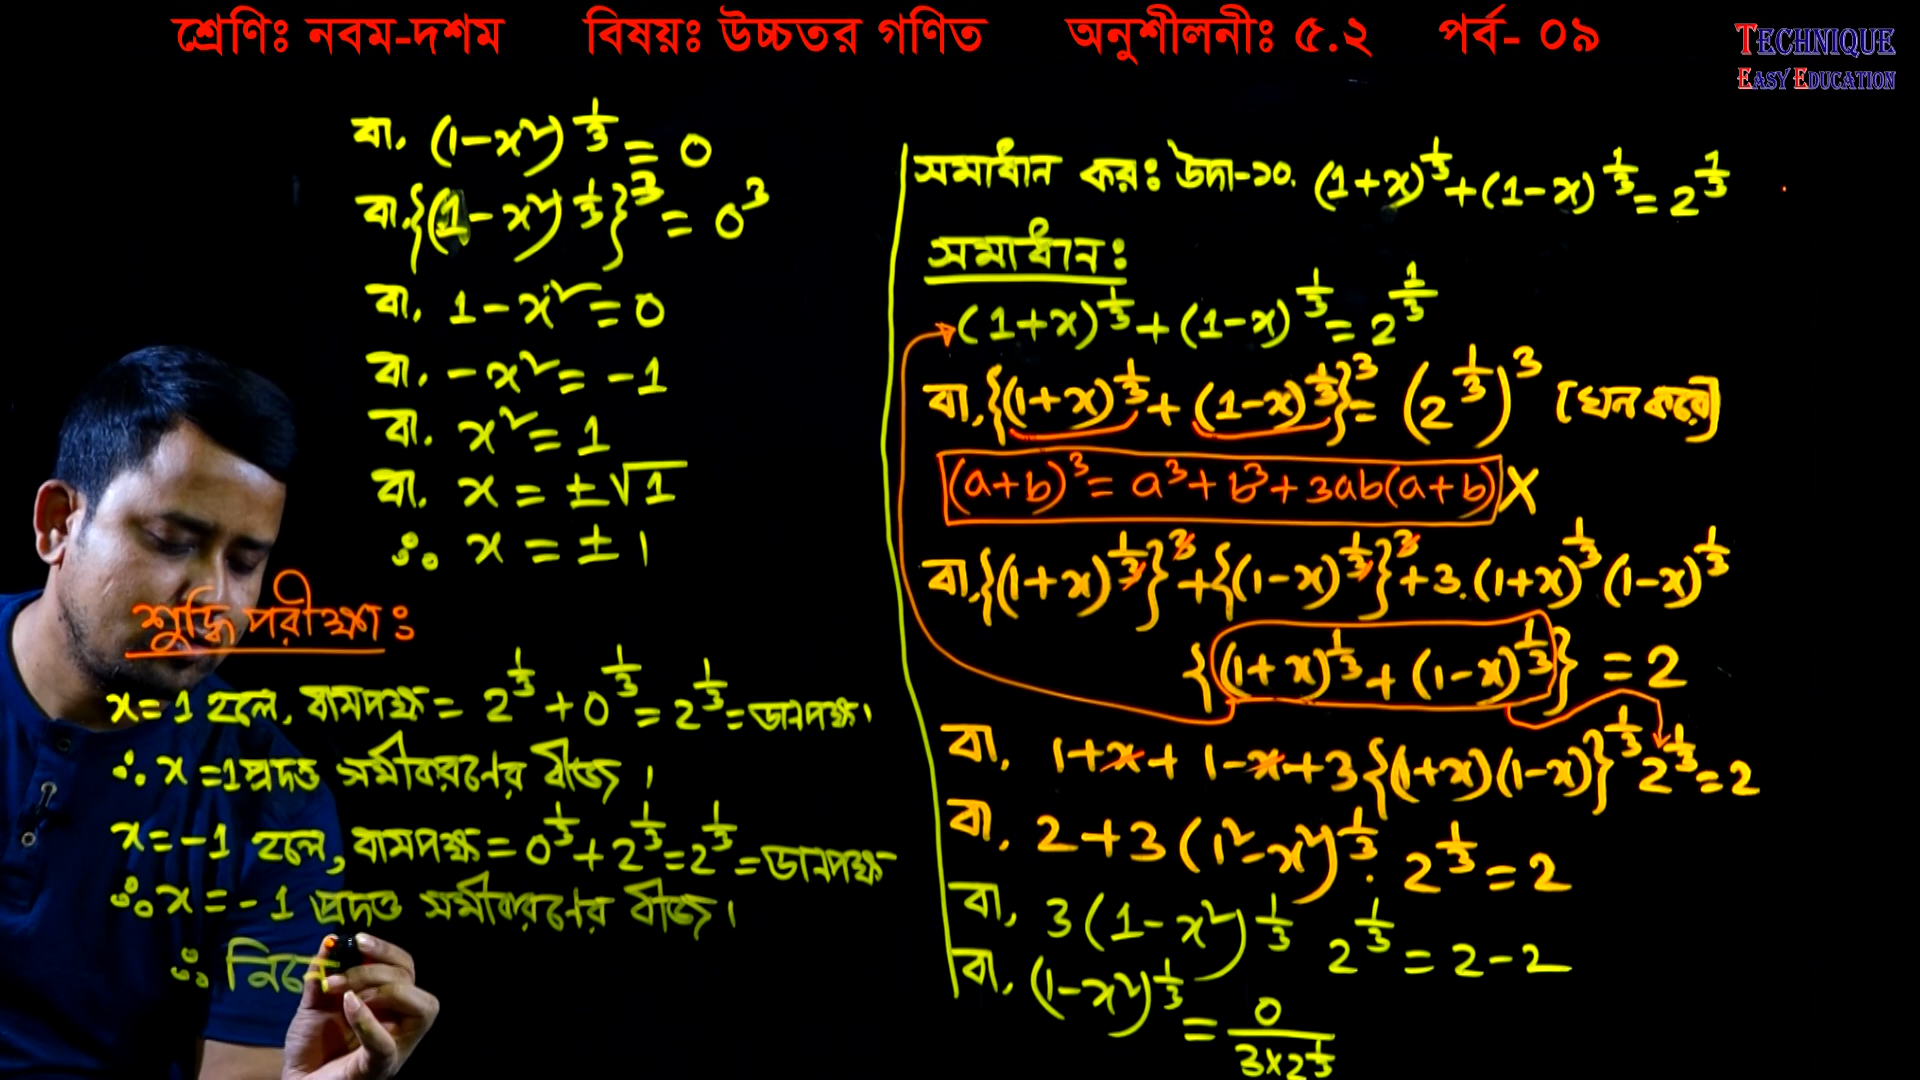 শ্রেণিঃ নবম-দশম বিষয়ঃ উচ্চতর গণিত অনুশীলনীঃ ৫.২ পর্ব- ০৯
TECHNIQUE
EASY EDUCATION
বা, (1-x²)^{1/3} = 0
বা, {(1-x²)^{1/3}}^3 = 0^3
বা, 1-x² = 0
বা, -x² = -1
বা, x² = 1
বা, x = ±√1
∴ x = ±1
শুদ্ধি পরীক্ষা ঃ
x=1 হলে, বামপক্ষ = 2^{1/3} + 0^{1/3} = 2^{1/3} = ডানপক্ষ।
∴ x = 1 প্রদত্ত সমীকরণের বীজ।
x=-1 হলে, বামপক্ষ = 0^{1/3} + 2^{1/3} = 2^{1/3} = ডানপক্ষ
∴ x = -1 প্রদত্ত সমীকরণের বীজ।
∴ নির্ণে
সমাধান করঃ উদা-১০. (1+x)^{1/3} + (1-x)^{1/3} = 2^{1/3}
সমাধান ঃ
(1+x)^{1/3} + (1-x)^{1/3} = 2^{1/3}
বা, {(1+x)^{1/3} + (1-x)^{1/3}}^3 = (2^{1/3})^3 [ঘন করে]
(a+b)^3 = a^3+b^3+3ab(a+b) X
বা, {(1+x)^{1/3}}^3 + {(1-x)^{1/3}}^3 + 3.(1+x)^{1/3} (1-x)^{1/3}
{(1+x)^{1/3} + (1-x)^{1/3}} = 2
বা, 1+x+1-x+3{(1+x)(1-x)}^{1/3} 2^{1/3} = 2
বা, 2+3(1²-x²)^{1/3} . 2^{1/3} = 2
বা, 3(1-x²)^{1/3} 2^{1/3} = 2-2
বা, (1-x²)^{1/3} = 0/(3×2^{1/3})